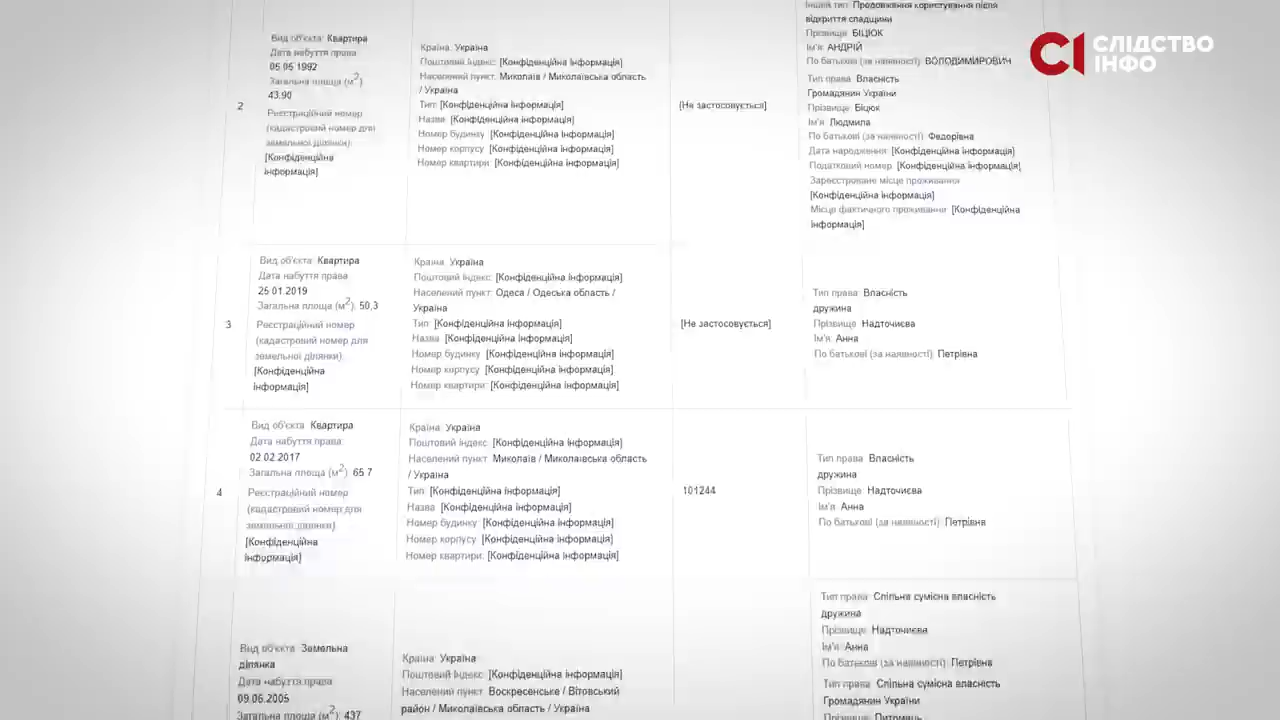 СЛІДСТВО
ІНФО
2
Вид об'єкта: Квартира
Дата набуття права
05.05.1992
Загальна площа (м2):
43.90
Реєстраційний номер
(кадастровий номер для
земельної ділянки):
[Конфіденційна
інформація]
Країна: Україна
Поштовий індекс: [Конфіденційна інформація]
Населений пункт: Миколаїв / Миколаївська область
/ Україна
Тип: [Конфіденційна інформація]
Назва: [Конфіденційна інформація]
Номер будинку: [Конфіденційна інформація]
Номер корпусу: [Конфіденційна інформація]
Номер квартири: [Конфіденційна інформація]
[Не застосовується]
Інший тип: Продовження користування після
відкриття спадщини
Прізвище: БІЦЮК
Ім'я: АНДРІЙ
По батькові (за наявності): ВОЛОДИМИРОВИЧ
Тип права: Власність
Громадянин України
Прізвище: Біцюк
Ім'я: Людмила
По батькові (за наявності): Федорівна
Дата народження: [Конфіденційна інформація]
Податковий номер: [Конфіденційна інформація]
Зареєстроване місце проживання:
[Конфіденційна інформація]
Місце фактичного проживання: [Конфіденційна
інформація]
3
Вид об'єкта: Квартира
Дата набуття права:
25.01.2019
Загальна площа (м2): 50,3
Реєстраційний номер
(кадастровий номер для
земельної ділянки):
[Конфіденційна
інформація]
Країна: Україна
Поштовий індекс: [Конфіденційна інформація]
Населений пункт: Одеса / Одеська область /
Україна
Тип: [Конфіденційна інформація]
Назва: [Конфіденційна інформація]
Номер будинку: [Конфіденційна інформація]
Номер корпусу: [Конфіденційна інформація]
Номер квартири: [Конфіденційна інформація]
[Не застосовується]
Тип права: Власність
дружина
Прізвище: Надточиєва
Ім'я: Анна
По батькові (за наявності): Петрівна
4
Вид об'єкта: Квартира
Дата набуття права:
02.02.2017
Загальна площа (м2): 65.7
Реєстраційний номер
(кадастровий номер для
земельної ділянки):
[Конфіденційна
інформація]
Країна: Україна
Поштовий індекс: [Конфіденційна інформація]
Населений пункт: Миколаїв / Миколаївська область
/ Україна
Тип: [Конфіденційна інформація]
Назва: [Конфіденційна інформація]
Номер будинку: [Конфіденційна інформація]
Номер корпусу: [Конфіденційна інформація]
Номер квартири: [Конфіденційна інформація]
101244
Тип права: Власність
дружина
Прізвище: Надточиєва
Ім'я: Анна
По батькові (за наявності): Петрівна
Вид об'єкта: Земельна
ділянка
Дата набуття права:
09.06.2005
Загальна площа (м2): 437
Країна: Україна
Поштовий індекс: [Конфіденційна інформація]
Населений пункт: Воскресенське / Вітовський
район / Миколаївська область / Україна
Тип права: Спільна сумісна власність
дружина
Прізвище: Надточиєва
Ім'я: Анна
По батькові (за наявності): Петрівна
Тип права: Спільна сумісна власність
Громадянин України
Прізвище: